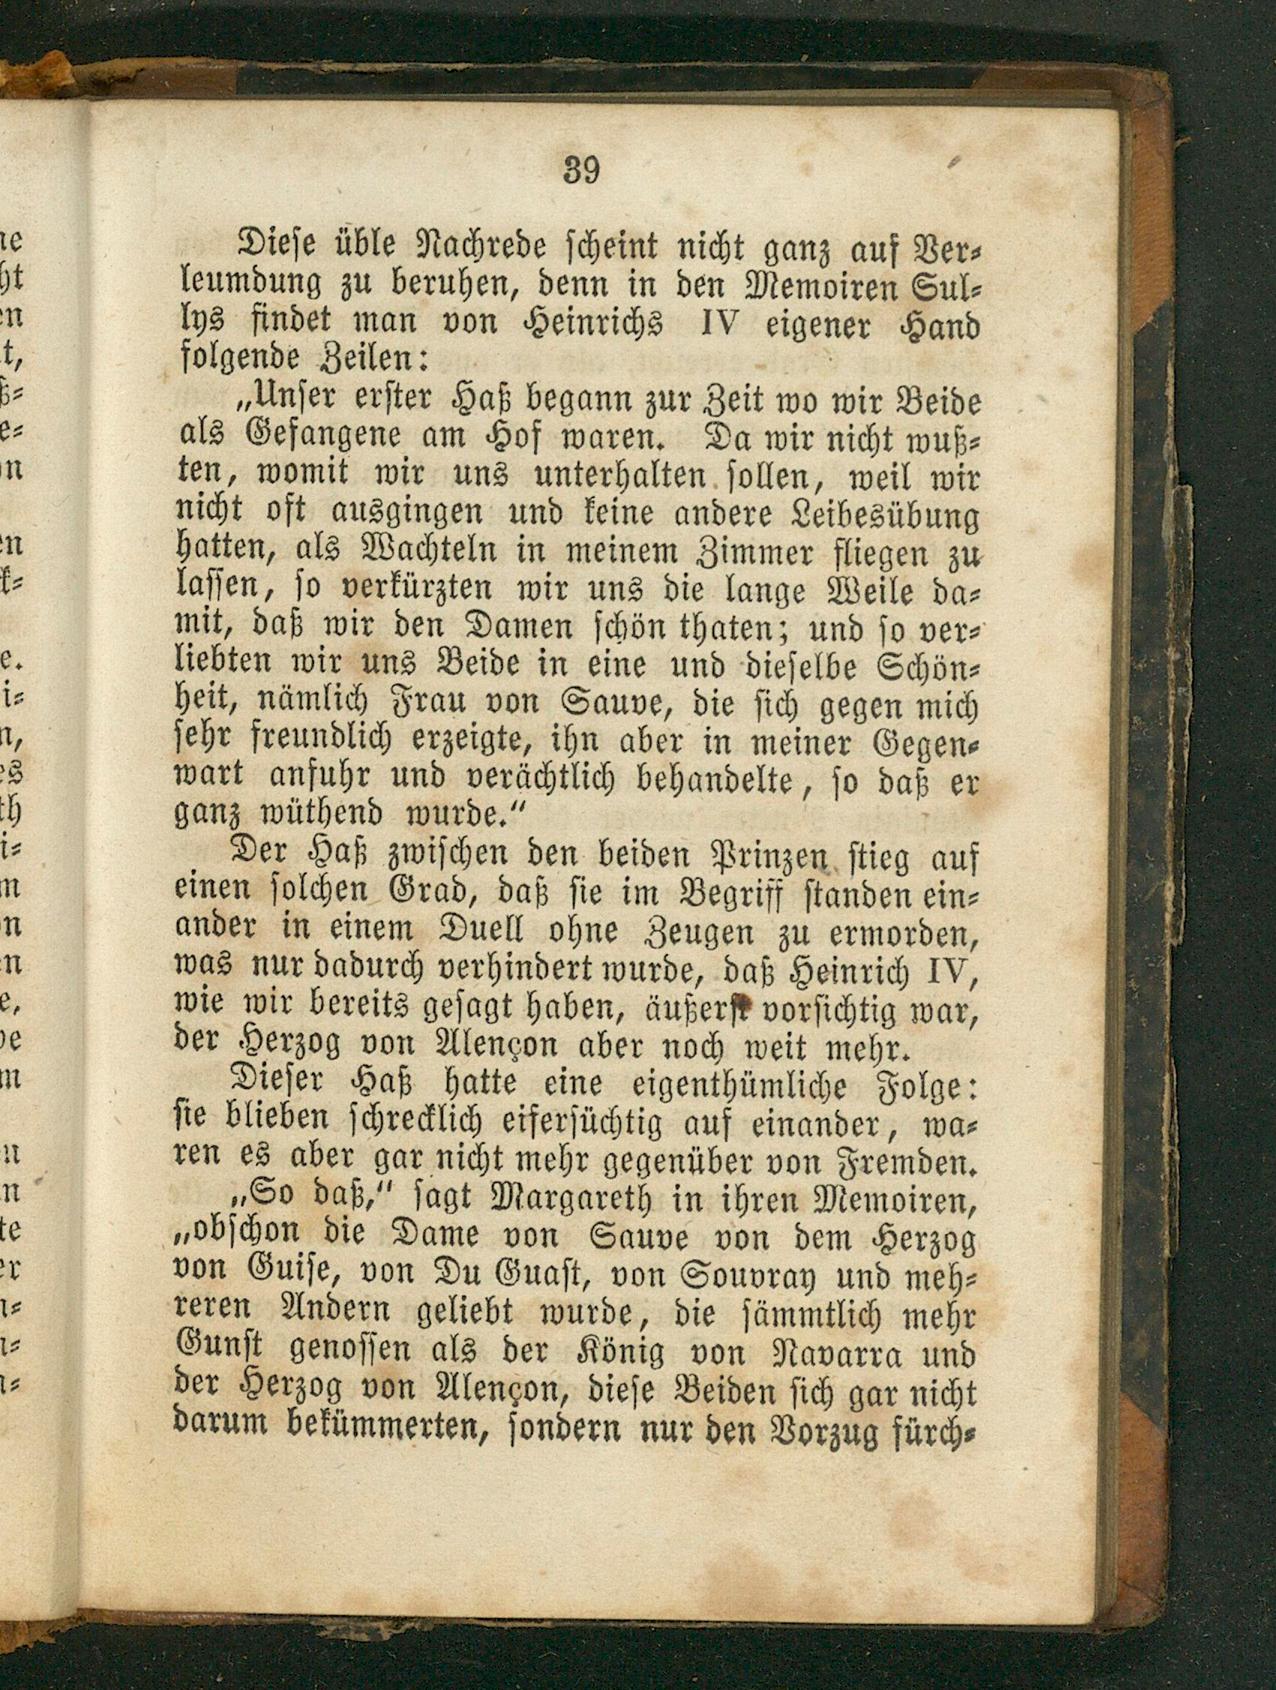 39
Diese üble Nachrede scheint nicht ganz auf Ver-
leumdung zu beruhen, denn in den Memoiren Sul-
lys findet man von Heinrichs IV eigener Hand
folgende Zeilen:
„Unser erster Haß begann zur Zeit wo wir Beide
als Gefangene am Hof waren. Da wir nicht wuß-
ten, womit wir uns unterhalten sollen, weil wir
nicht oft ausgingen und keine andere Leibesübung
hatten, als Wachteln in meinem Zimmer fliegen zu
lassen, so verkürzten wir uns die lange Weile da-
mit, daß wir den Damen schön thaten; und so ver-
liebten wir uns Beide in eine und dieselbe Schön-
heit, nämlich Frau von Sauve, die sich gegen mich
sehr freundlich erzeigte, ihn aber in meiner Gegen-
wart anfuhr und verächtlich behandelte, so daß er
ganz wüthend wurde.“
Der Haß zwischen den beiden Prinzen stieg auf
einen solchen Grad, daß sie im Begriff standen ein-
ander in einem Duell ohne Zeugen zu ermorden,
was nur dadurch verhindert wurde, daß Heinrich IV,
wie wir bereits gesagt haben, äußerst vorsichtig war,
der Herzog von Alençon aber noch weit mehr.
Dieser Haß hatte eine eigenthümliche Folge:
sie blieben schrecklich eifersüchtig auf einander, wa-
ren es aber gar nicht mehr gegenüber von Fremden.
„So daß,“ sagt Margareth in ihren Memoiren,
„obschon die Dame von Sauve von dem Herzog
von Guise, von Du Guast, von Souvray und meh-
reren Andern geliebt wurde, die sämmtlich mehr
Gunst genossen als der König von Navarra und
der Herzog von Alençon, diese Beiden sich gar nicht
darum bekümmerten, sondern nur den Vorzug fürch-